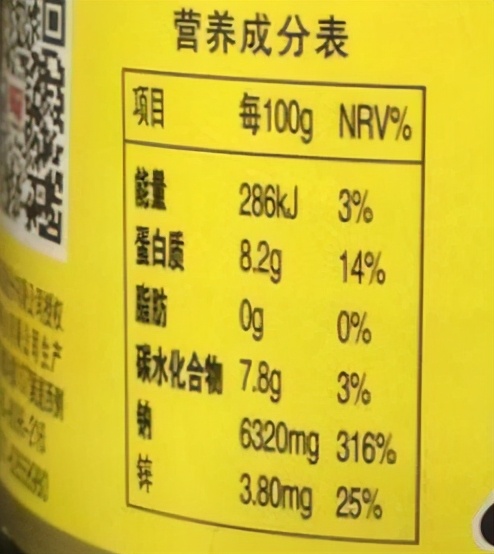 营养成分表
项目 每100g NRV%
能量 286kJ 3%
蛋白质 8.2g 14%
脂肪 0g 0%
碳水化合物 7.8g 3%
钠 6320mg 316%
锌 3.80mg 25%